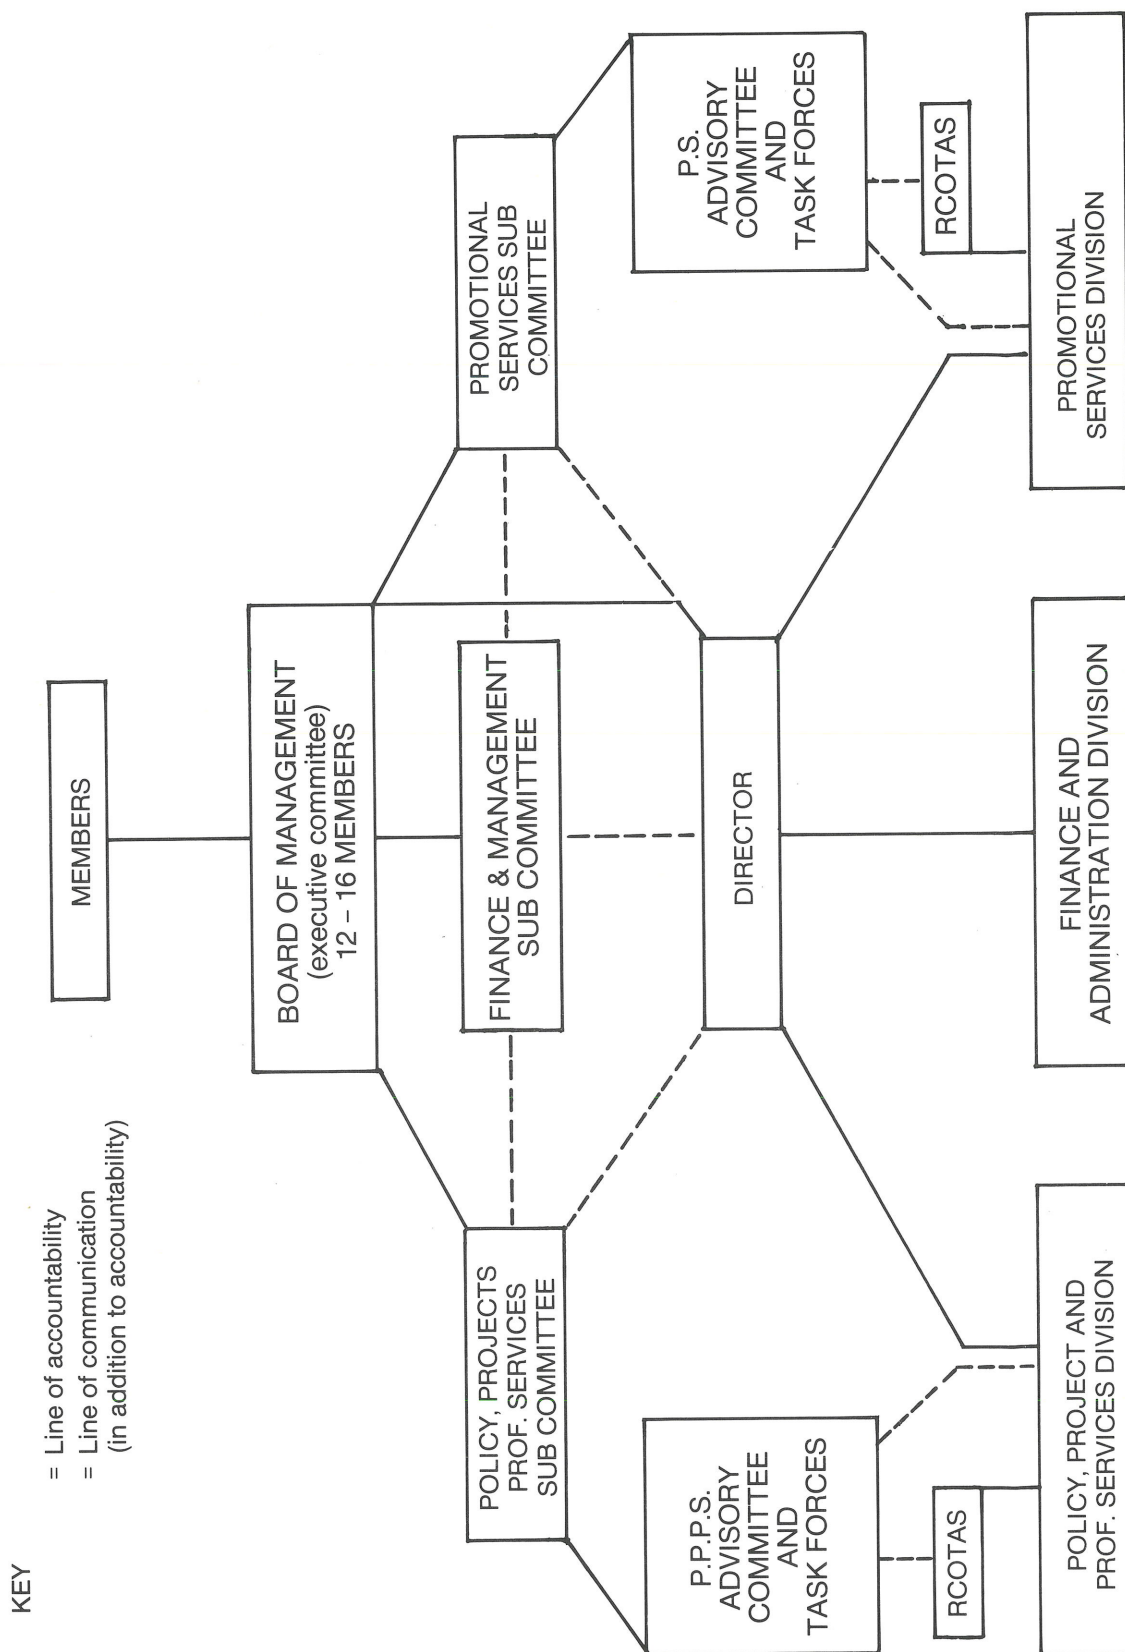 KEY
= Line of accountability
= Line of communication
(in addition to accountability)
MEMBERS
BOARD OF MANAGEMENT
(executive committee)
12 – 16 MEMBERS
POLICY, PROJECTS
PROF. SERVICES
SUB COMMITTEE
FINANCE & MANAGEMENT
SUB COMMITTEE
PROMOTIONAL
SERVICES SUB
COMMITTEE
P.P.P.S.
ADVISORY
COMMITTEE
AND
TASK FORCES
DIRECTOR
P.S.
ADVISORY
COMMITTEE
AND
TASK FORCES
RCOTAS
RCOTAS
POLICY, PROJECT AND
PROF. SERVICES DIVISION
FINANCE AND
ADMINISTRATION DIVISION
PROMOTIONAL
SERVICES DIVISION